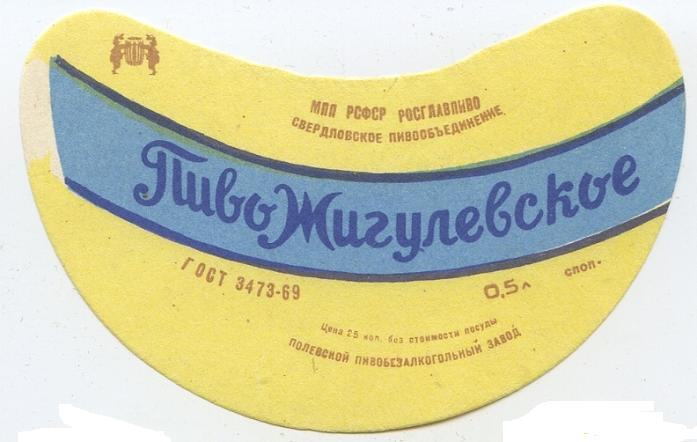 МПП РСФСР РОСГЛАВПИВО
СВЕРДЛОВСКОЕ ПИВООБЪЕДИНЕНИЕ
Пиво Жигулевское
ГОСТ 3473-69
0,5л
Цена 25 коп. без стоимости посуды
ПОЛЕВСКОЙ ПИВОБЕЗАЛКОГОЛЬНЫЙ ЗАВОД